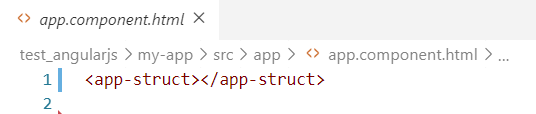 <> app.component.html ×
test_angularjs > my-app > src > app > <> app.component.html > ...
1 <app-struct></app-struct>
2